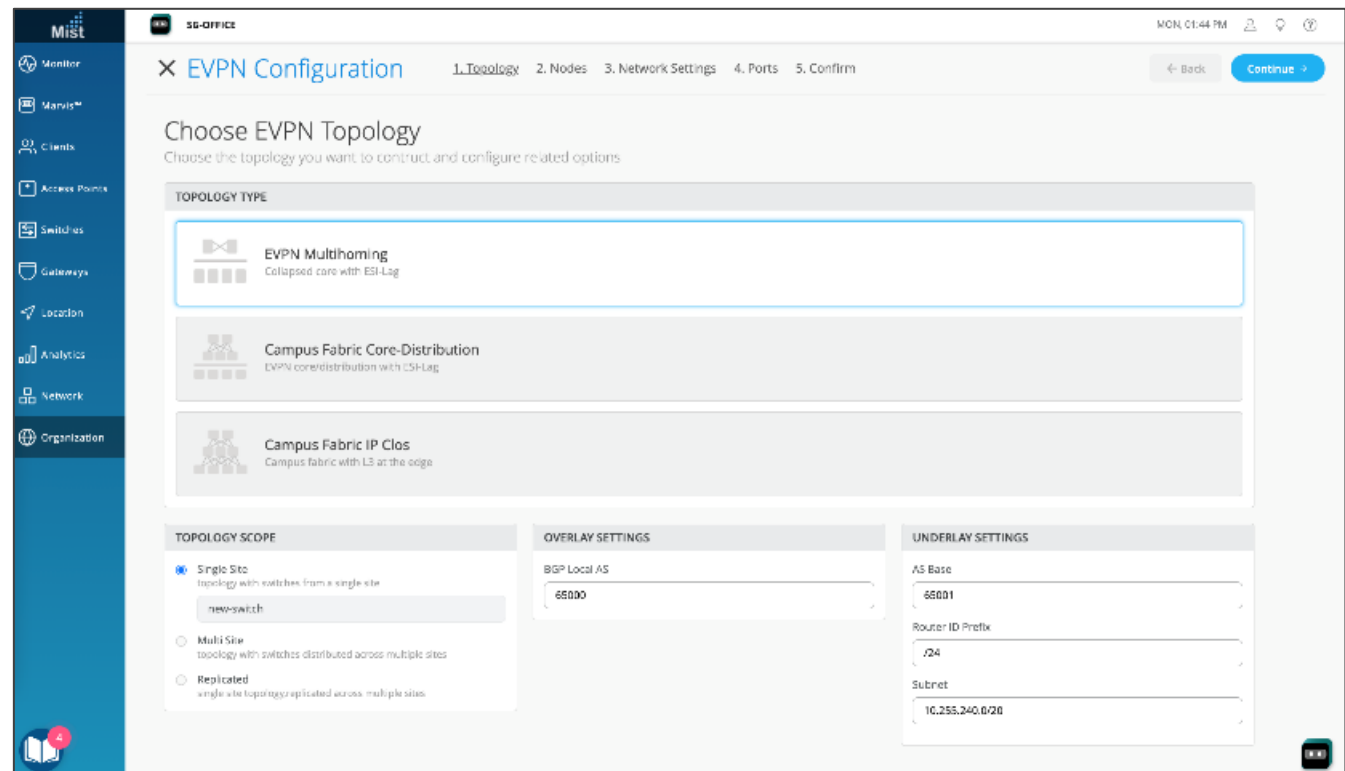 Mist
SG-OFFICE
MON, 01:44 PM
Monitor
Marvis™
Clients
Access Points
Switches
Gateways
Location
Analytics
Network
Organization
4
EVPN Configuration
1. Topology 2. Nodes 3. Network Settings 4. Ports 5. Confirm
← Back
Continue →
Choose EVPN Topology
Choose the topology you want to contruct and configure related options
TOPOLOGY TYPE
EVPN Multihoming
Collapsed core with ESI-Lag
Campus Fabric Core-Distribution
EVPN core/distribution with ESI-Lag
Campus Fabric IP Clos
Campus fabric with L3 at the edge
TOPOLOGY SCOPE
Single Site
topology with switches from a single site
new-switch
Multi Site
topology with switches distributed across multiple sites
Replicated
single site topology,replicated across multiple sites
OVERLAY SETTINGS
BGP Local AS
65000
UNDERLAY SETTINGS
AS Base
65001
Router ID Prefix
/24
Subnet
10.255.240.0/20